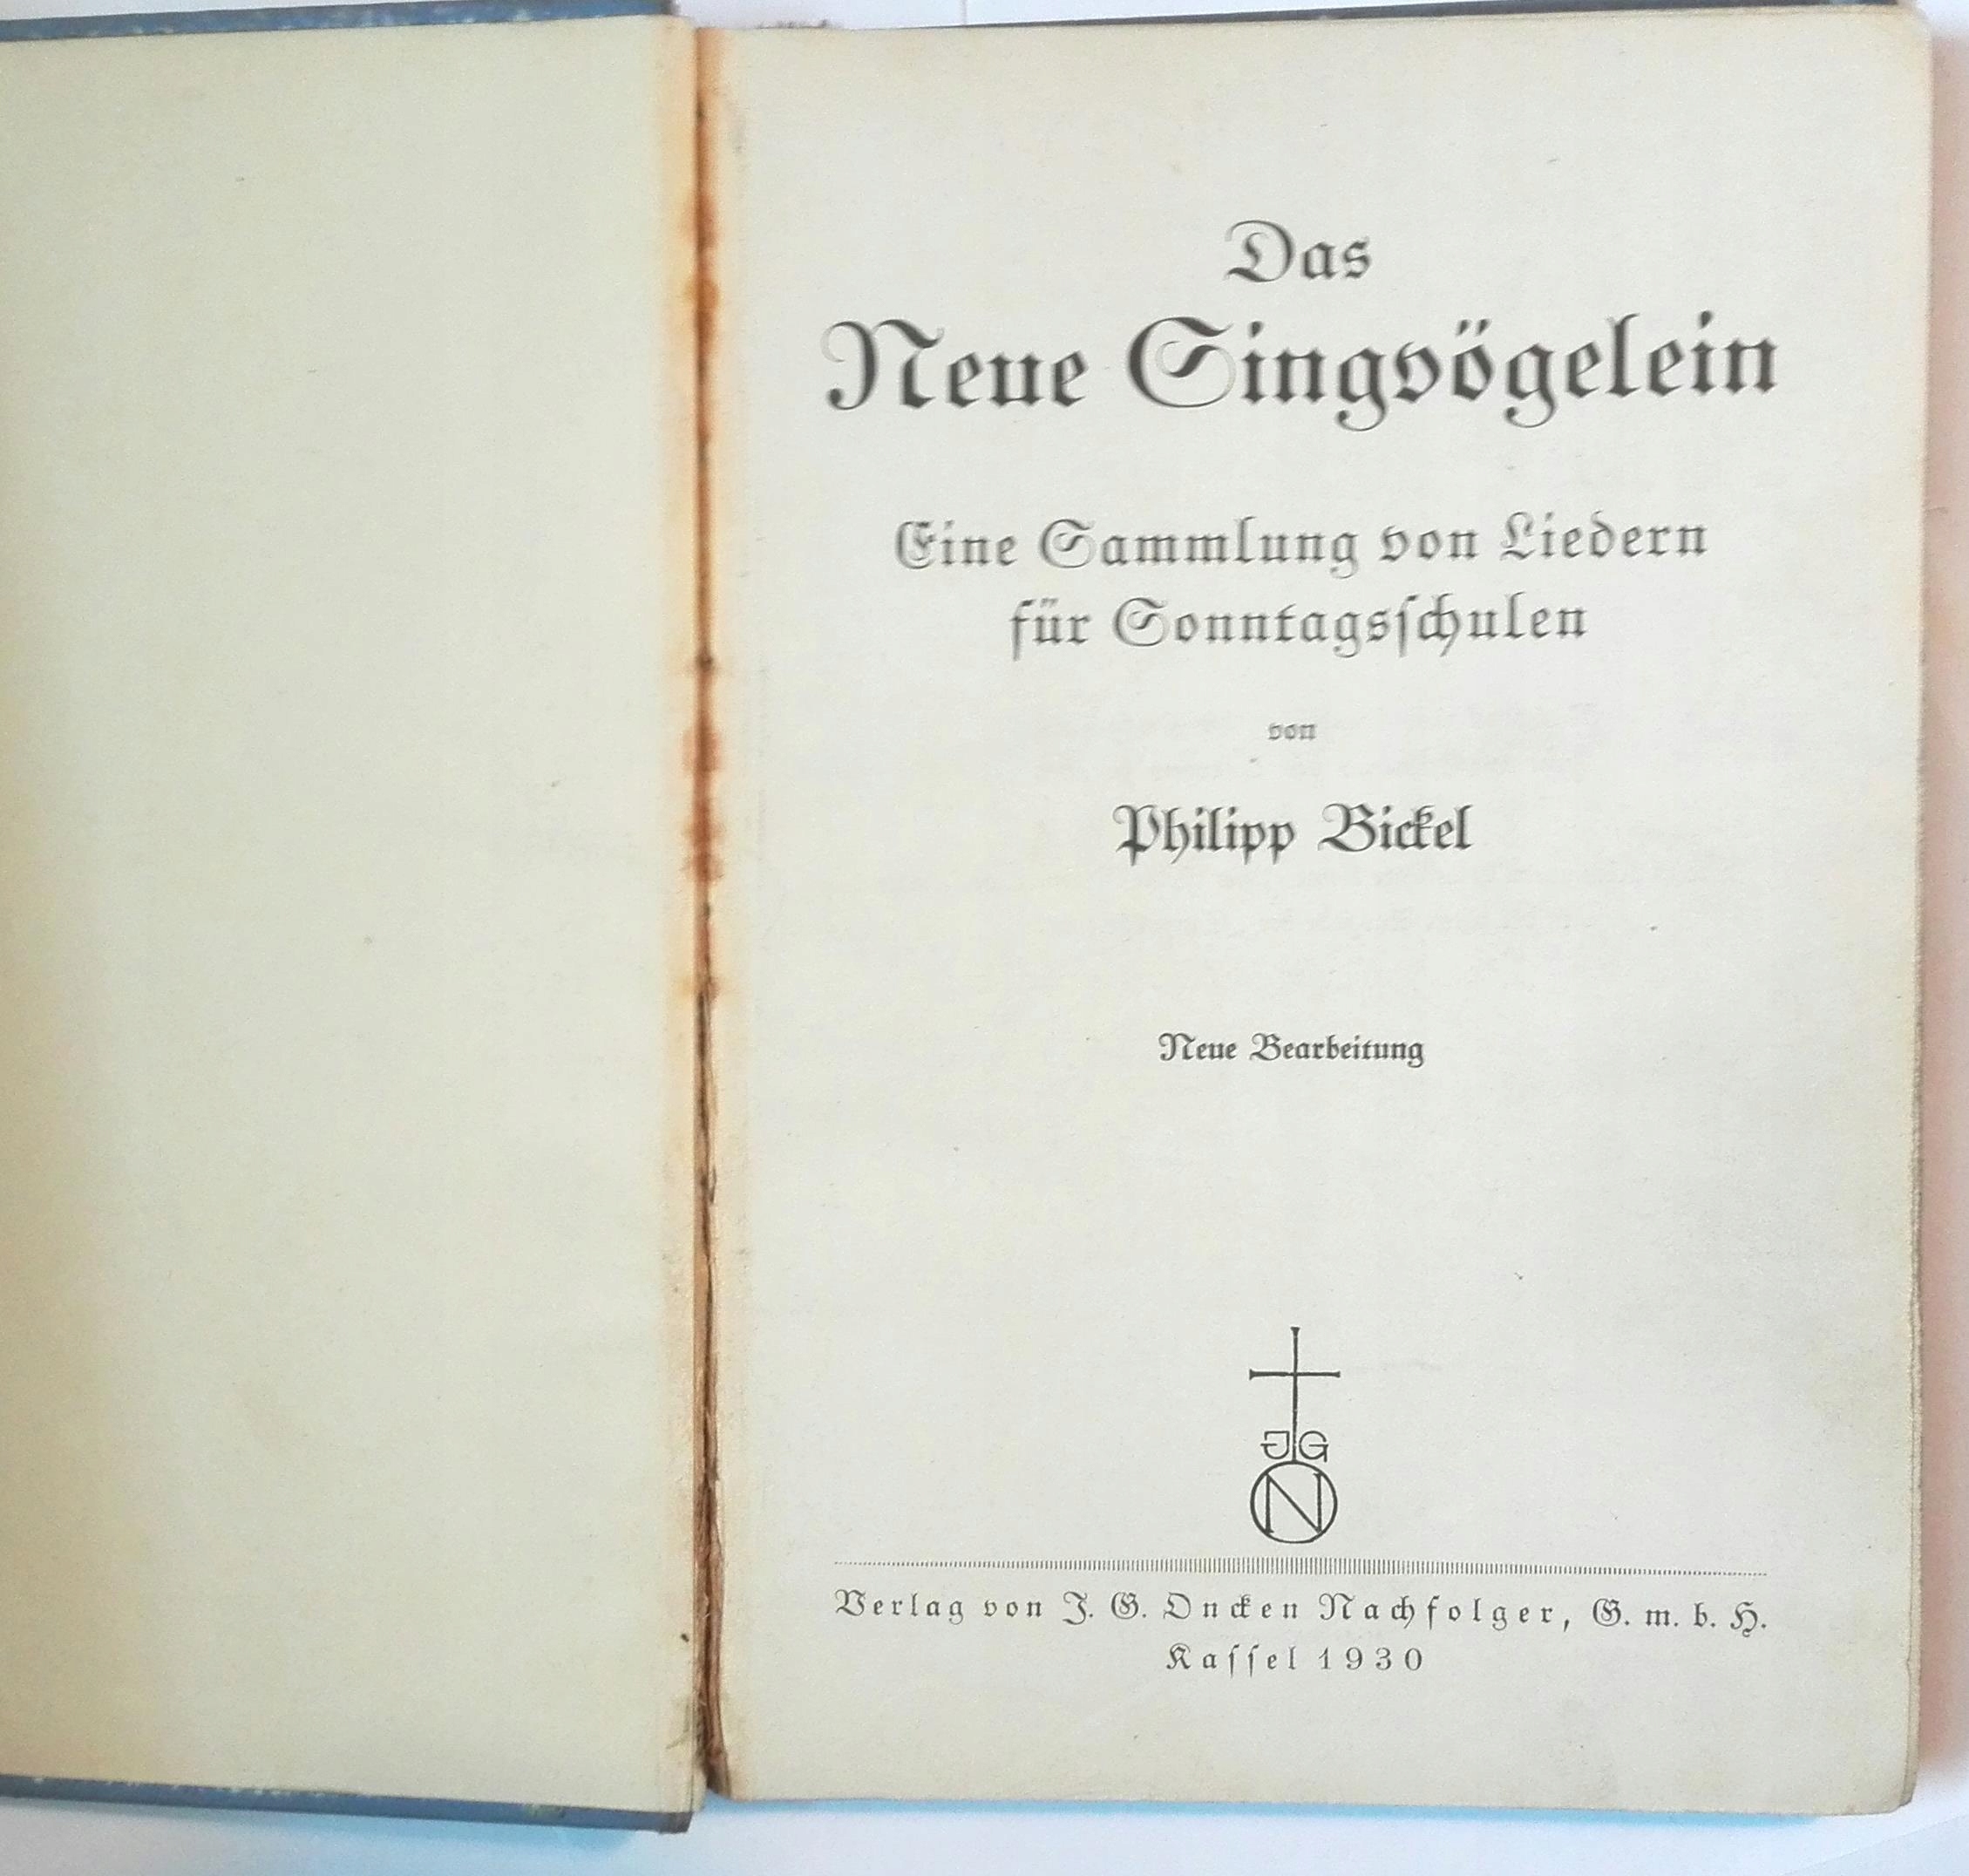 Das
Neue Singvögelein
Eine Sammlung von Liedern
für Sonntagsſchulen
von
Philipp Bickel
Neue Bearbeitung
JG
N
Verlag von J. G. Oncken Nachfolger, G. m. b. H.
Kaſſel 1930